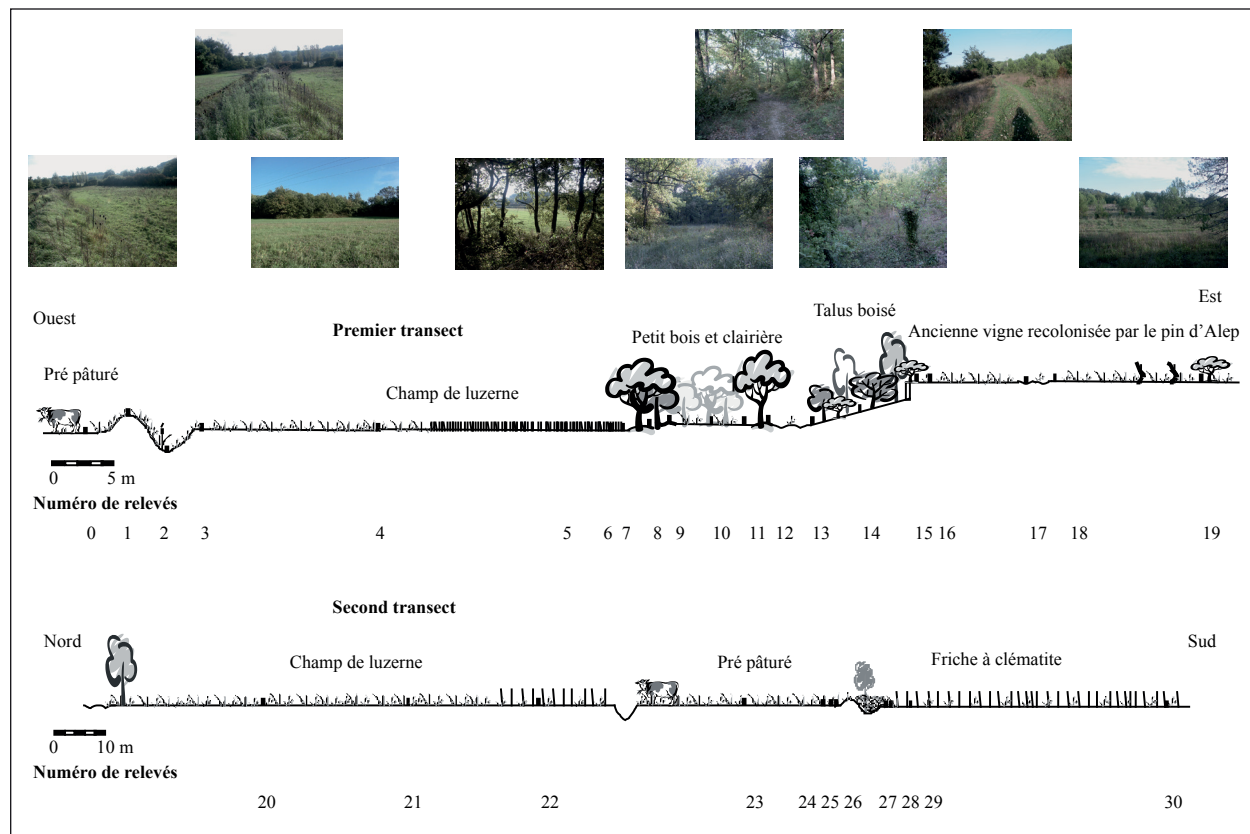 Ouest
Premier transect
Est
Pré pâturé
Champ de luzerne
Petit bois et clairière
Talus boisé
Ancienne vigne recolonisée par le pin d'Alep
0 5 m
Numéro de relevés
0 1 2 3 4 5 6 7 8 9 10 11 12 13 14 15 16 17 18 19
Second transect
Nord
Sud
Champ de luzerne
Pré pâturé
Friche à clématite
0 10 m
Numéro de relevés
20 21 22 23 24 25 26 27 28 29 30